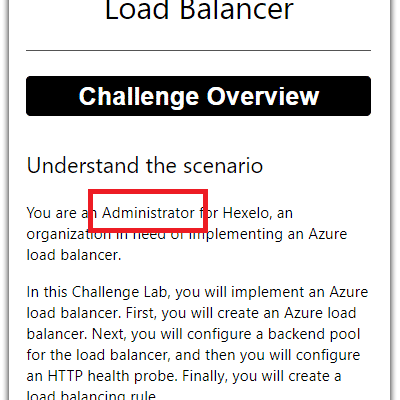 Load Balancer
Challenge Overview
Understand the scenario
You are an Administrator for Hexelo, an
organization in need of implementing an Azure
load balancer.
In this Challenge Lab, you will implement an Azure
load balancer. First, you will create an Azure load
balancer. Next, you will configure a backend pool
for the load balancer, and then you will configure
an HTTP health probe. Finally, you will create a
load balancing rule.